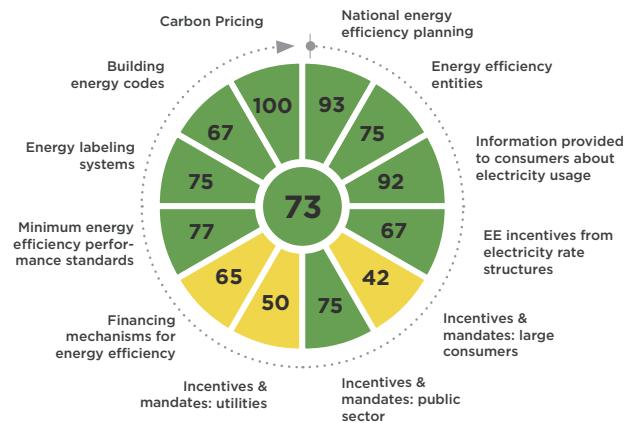 Carbon Pricing
National energy
efficiency planning
Building
energy codes
Energy efficiency
entities
100
93
67
75
Energy labeling
systems
Information provided
to consumers about
electricity usage
75
92
73
Minimum energy
efficiency perfor-
mance standards
77
67
EE incentives from
electricity rate
structures
65
42
50
75
Financing
mechanisms for
energy efficiency
Incentives &
mandates: large
consumers
Incentives &
mandates: utilities
Incentives &
mandates: public
sector